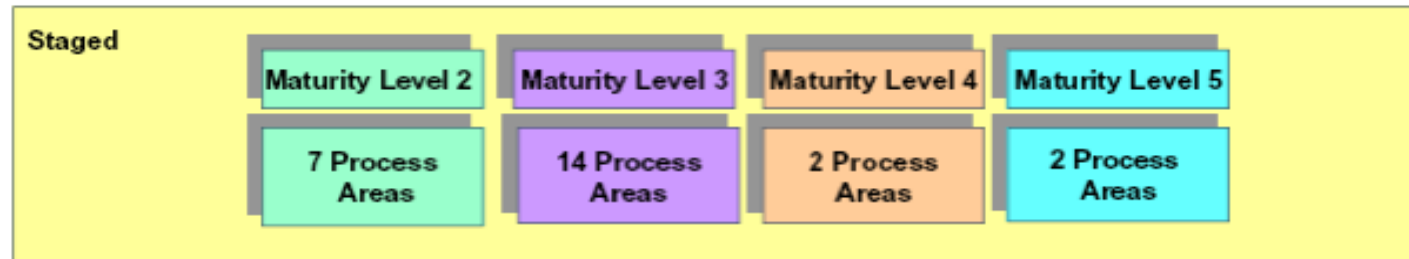 Staged
Maturity Level 2
Maturity Level 3
Maturity Level 4
Maturity Level 5
7 Process
Areas
14 Process
Areas
2 Process
Areas
2 Process
Areas